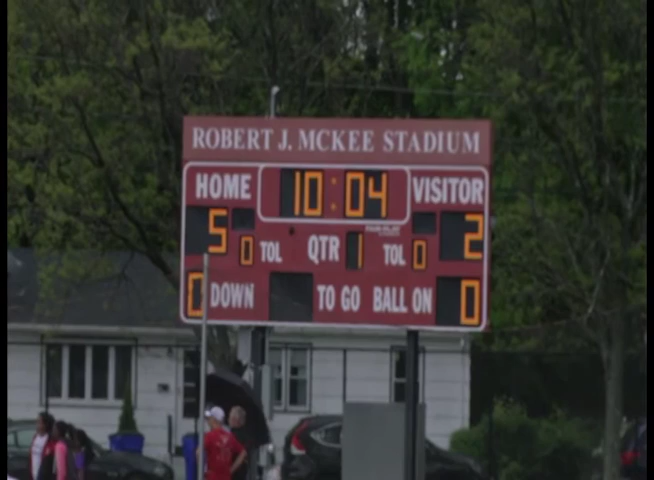 ROBERT J. MCKEE STADIUM
HOME 10:04 VISITOR
5 0 TOL QTR 1 TOL 0 2
0 DOWN TO GO BALL ON 0